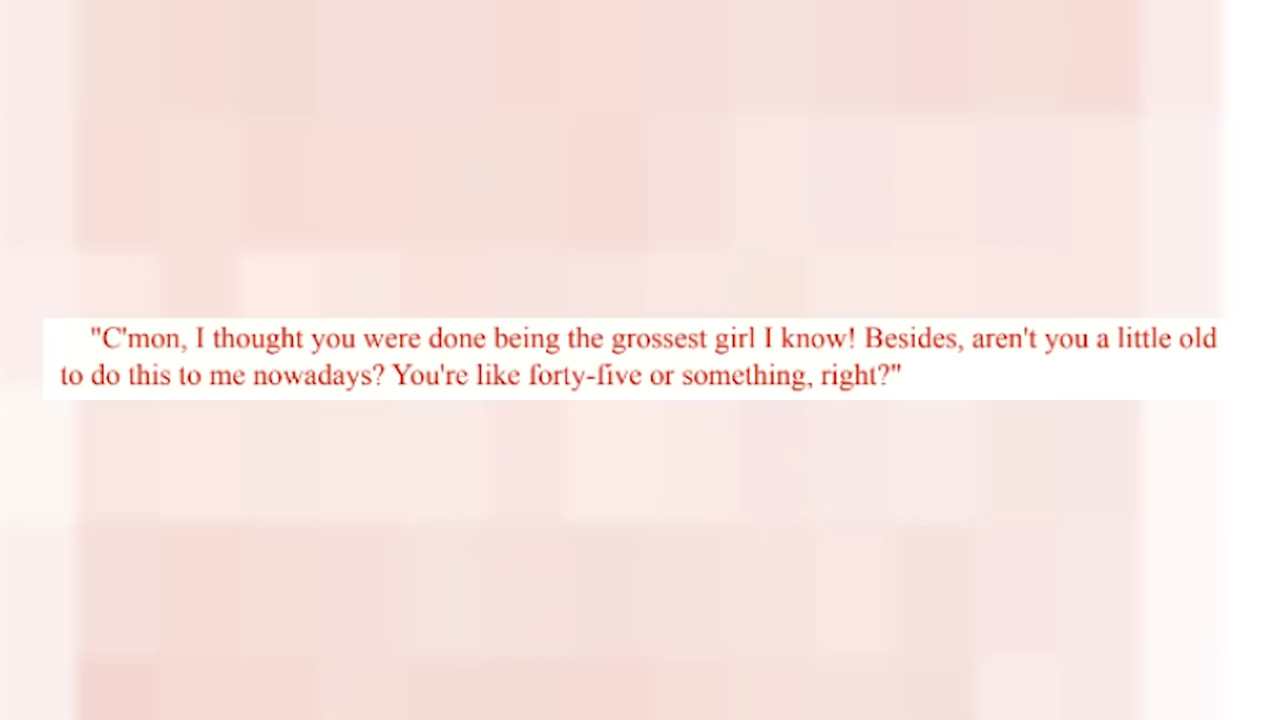 "C'mon, I thought you were done being the grossest girl I know! Besides, aren't you a little old
to do this to me nowadays? You're like forty-five or something, right?"